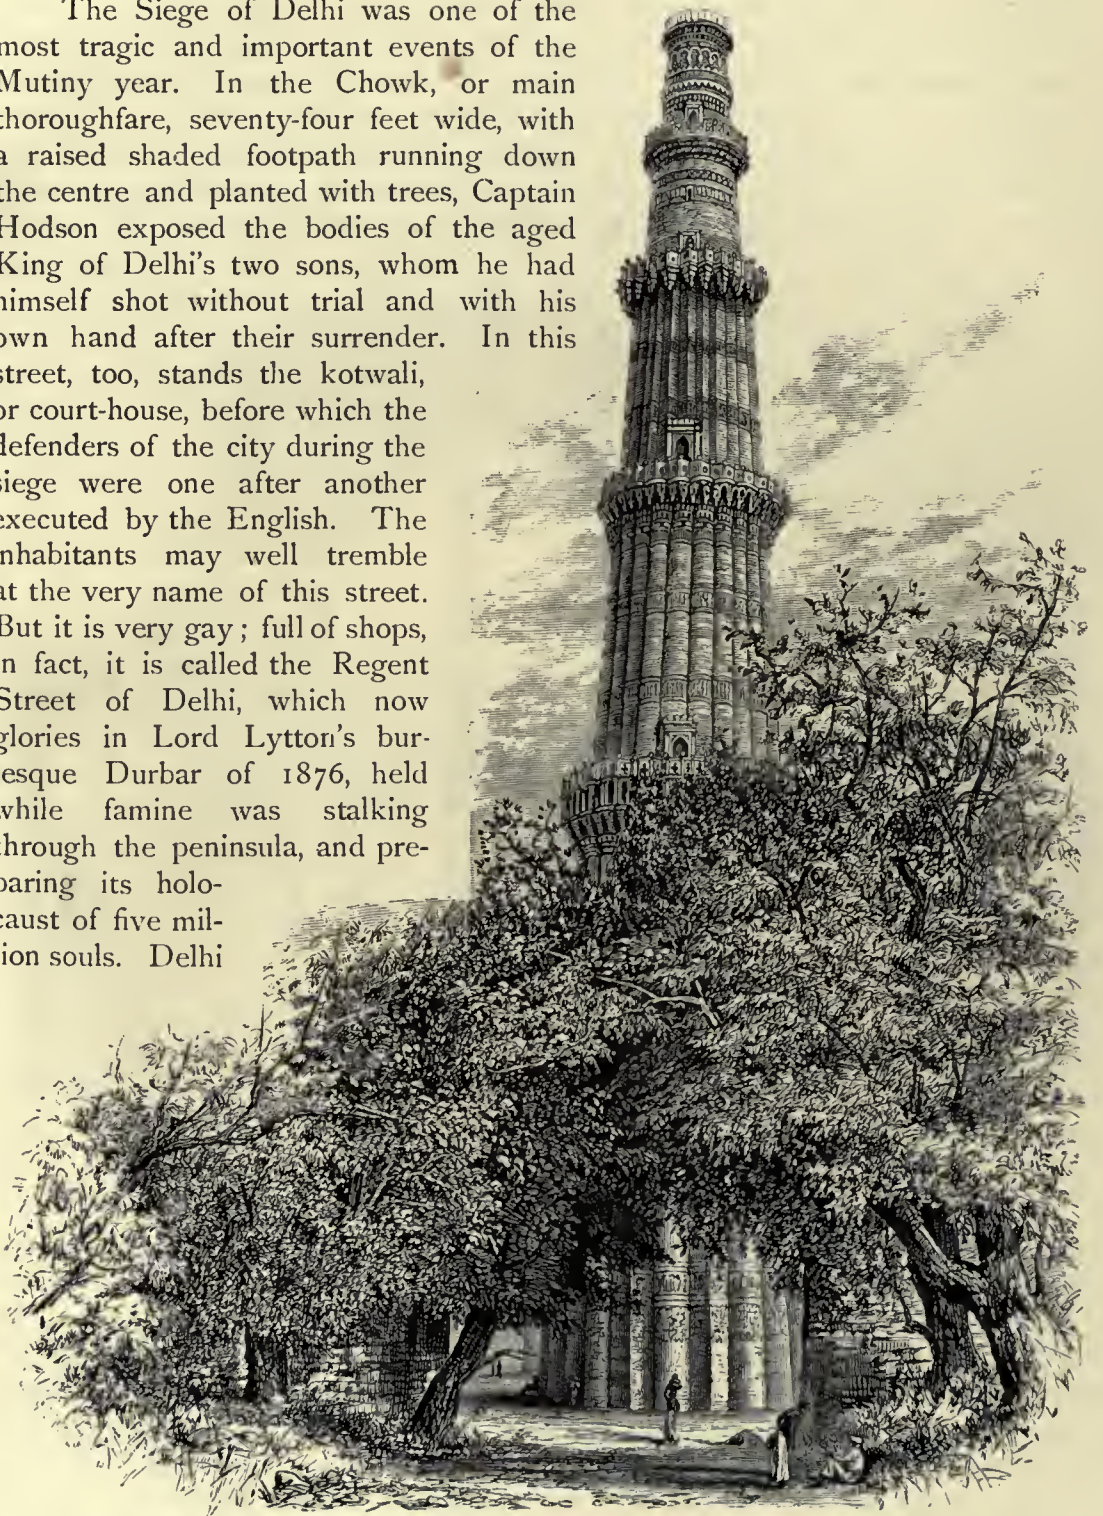 The Siege of Delhi was one of the
most tragic and important events of the
Mutiny year. In the Chowk, or main
thoroughfare, seventy-four feet wide, with
a raised shaded footpath running down
the centre and planted with trees, Captain
Hodson exposed the bodies of the aged
King of Delhi's two sons, whom he had
himself shot without trial and with his
own hand after their surrender. In this
street, too, stands the kotwali,
or court-house, before which the
defenders of the city during the
siege were one after another
executed by the English. The
nhabitants may well tremble
at the very name of this street.
But it is very gay; full of shops,
n fact, it is called the Regent
Street of Delhi, which now
glories in Lord Lytton's bur-
esque Durbar of 1876, held
while famine was stalking
through the peninsula, and pre-
paring its holo-
caust of five mil-
ion souls. Delhi